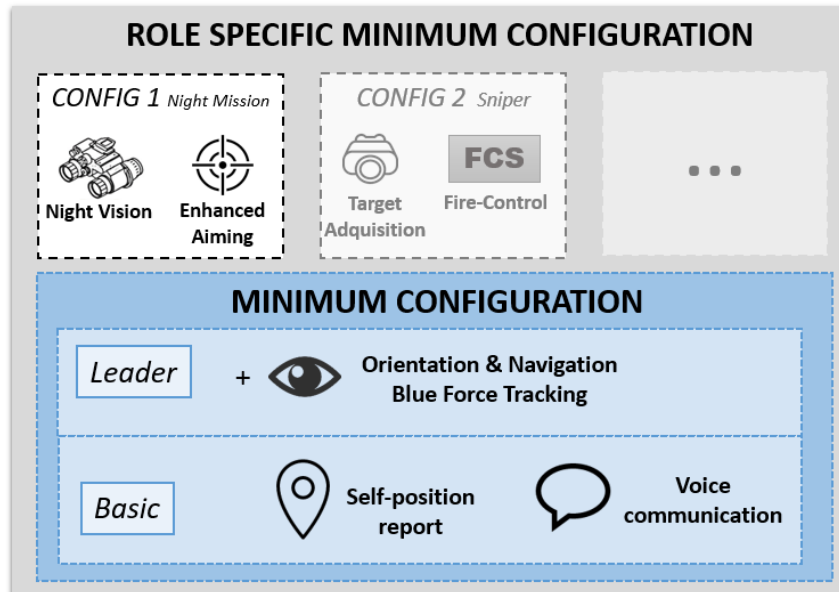 ROLE SPECIFIC MINIMUM CONFIGURATION
CONFIG 1 Night Mission
Night Vision
Enhanced
Aiming
CONFIG 2 Sniper
FCS
Target
Adquisition
Fire-Control
...
MINIMUM CONFIGURATION
Leader
+
Orientation & Navigation
Blue Force Tracking
Basic
Self-position
report
Voice
communication